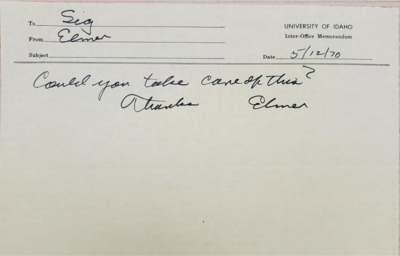 To Sig
UNIVERSITY OF IDAHO
From Elmer
Inter-Office Memorandum
Subject
Date 5/12/70
Could you take care of this?
Thanks Elmer